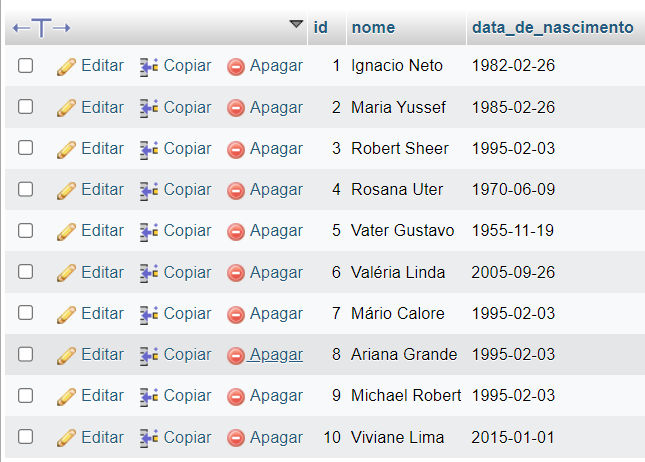 id nome data_de_nascimento
Editar Copiar Apagar 1 Ignacio Neto 1982-02-26
Editar Copiar Apagar 2 Maria Yussef 1985-02-26
Editar Copiar Apagar 3 Robert Sheer 1995-02-03
Editar Copiar Apagar 4 Rosana Uter 1970-06-09
Editar Copiar Apagar 5 Vater Gustavo 1955-11-19
Editar Copiar Apagar 6 Valéria Linda 2005-09-26
Editar Copiar Apagar 7 Mário Calore 1995-02-03
Editar Copiar Apagar 8 Ariana Grande 1995-02-03
Editar Copiar Apagar 9 Michael Robert 1995-02-03
Editar Copiar Apagar 10 Viviane Lima 2015-01-01